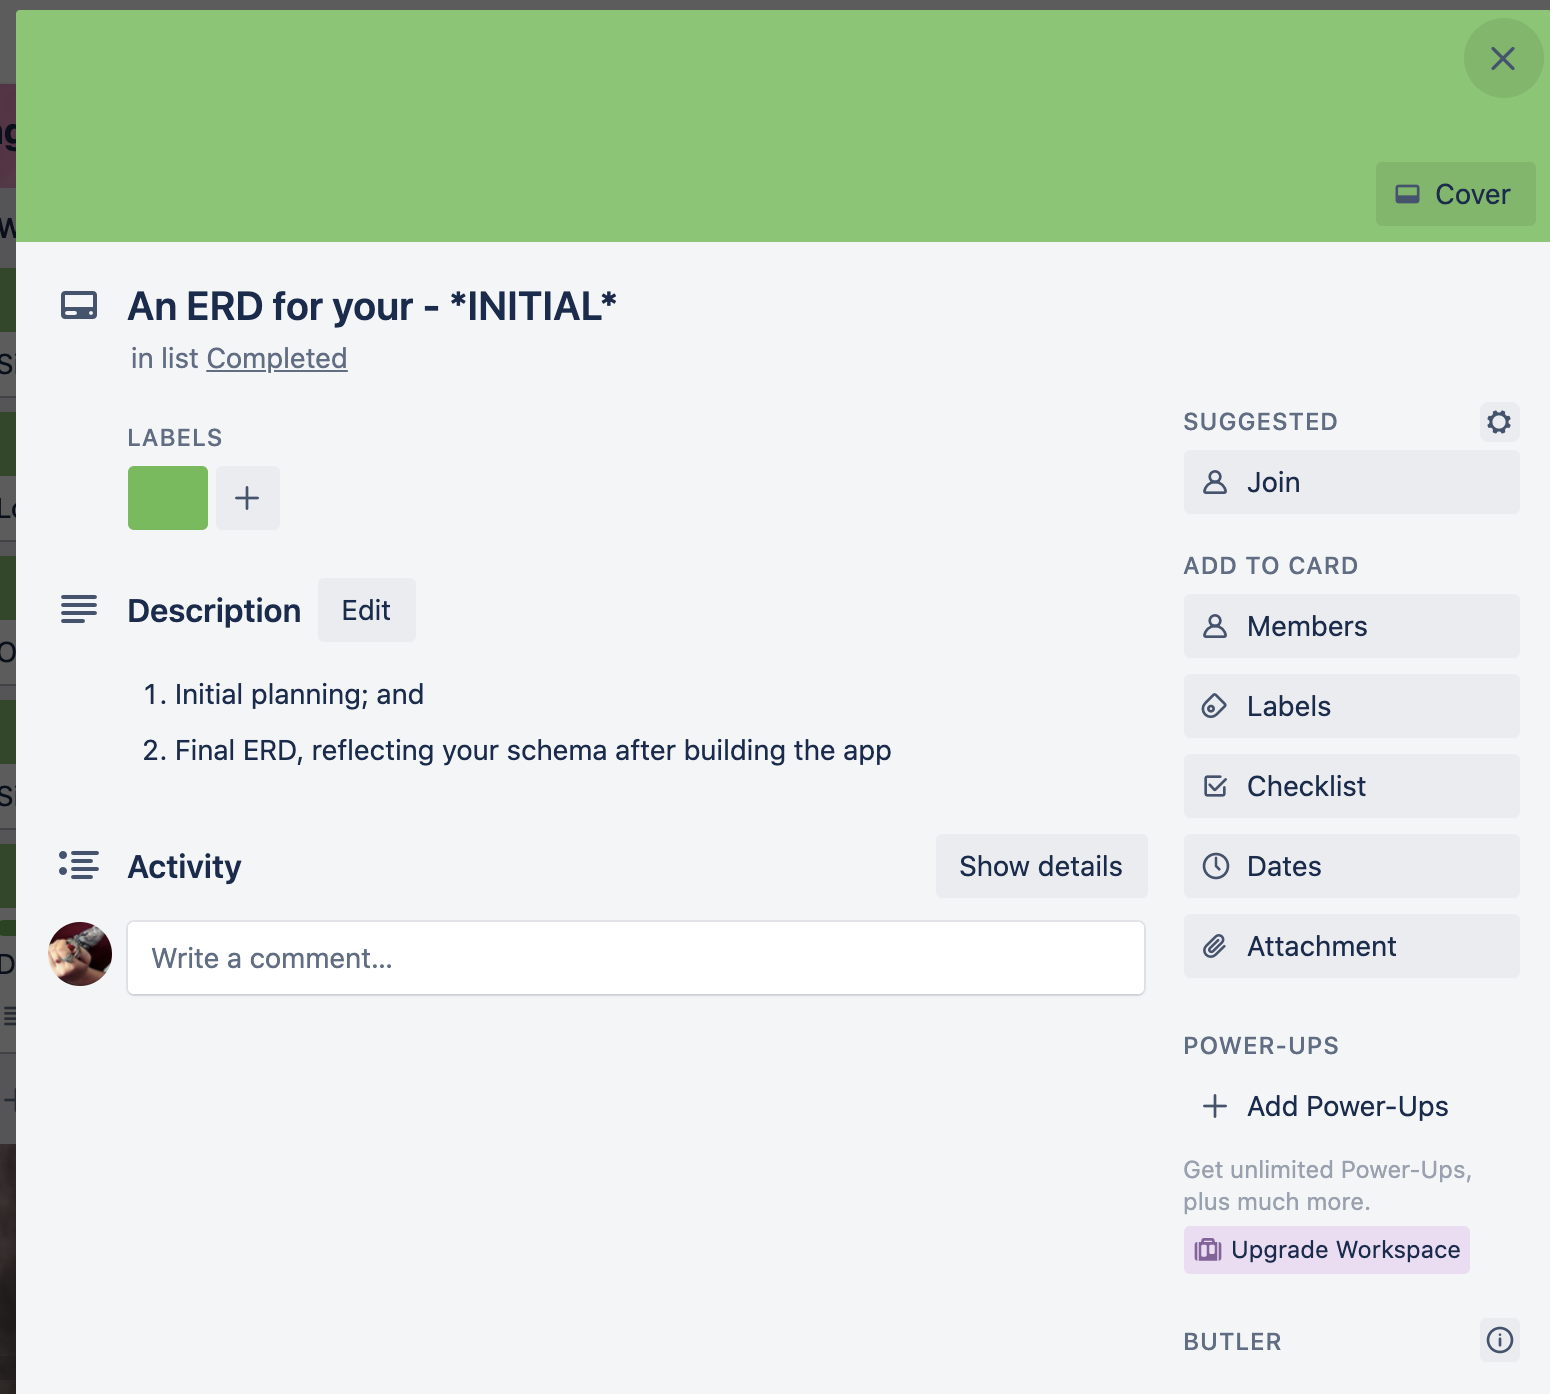 Cover
An ERD for your - *INITIAL*
in list Completed
LABELS
Description
Edit
1. Initial planning; and
2. Final ERD, reflecting your schema after building the app
Activity
Show details
Write a comment...
SUGGESTED
Join
ADD TO CARD
Members
Labels
Checklist
Dates
Attachment
POWER-UPS
Add Power-Ups
Get unlimited Power-Ups,
plus much more.
Upgrade Workspace
BUTLER